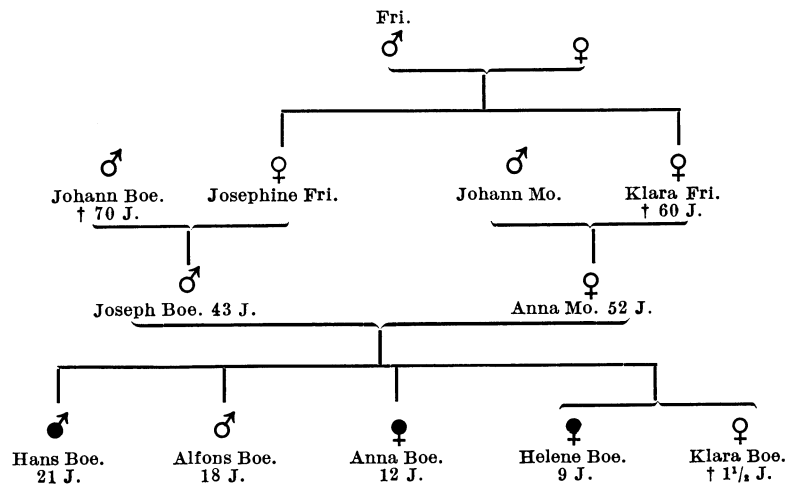 Fri.
Johann Boe.
† 70 J.
Josephine Fri.
Johann Mo.
Klara Fri.
† 60 J.
Joseph Boe. 43 J.
Anna Mo. 52 J.
Hans Boe.
21 J.
Alfons Boe.
18 J.
Anna Boe.
12 J.
Helene Boe.
9 J.
Klara Boe.
† 1¹/₂ J.